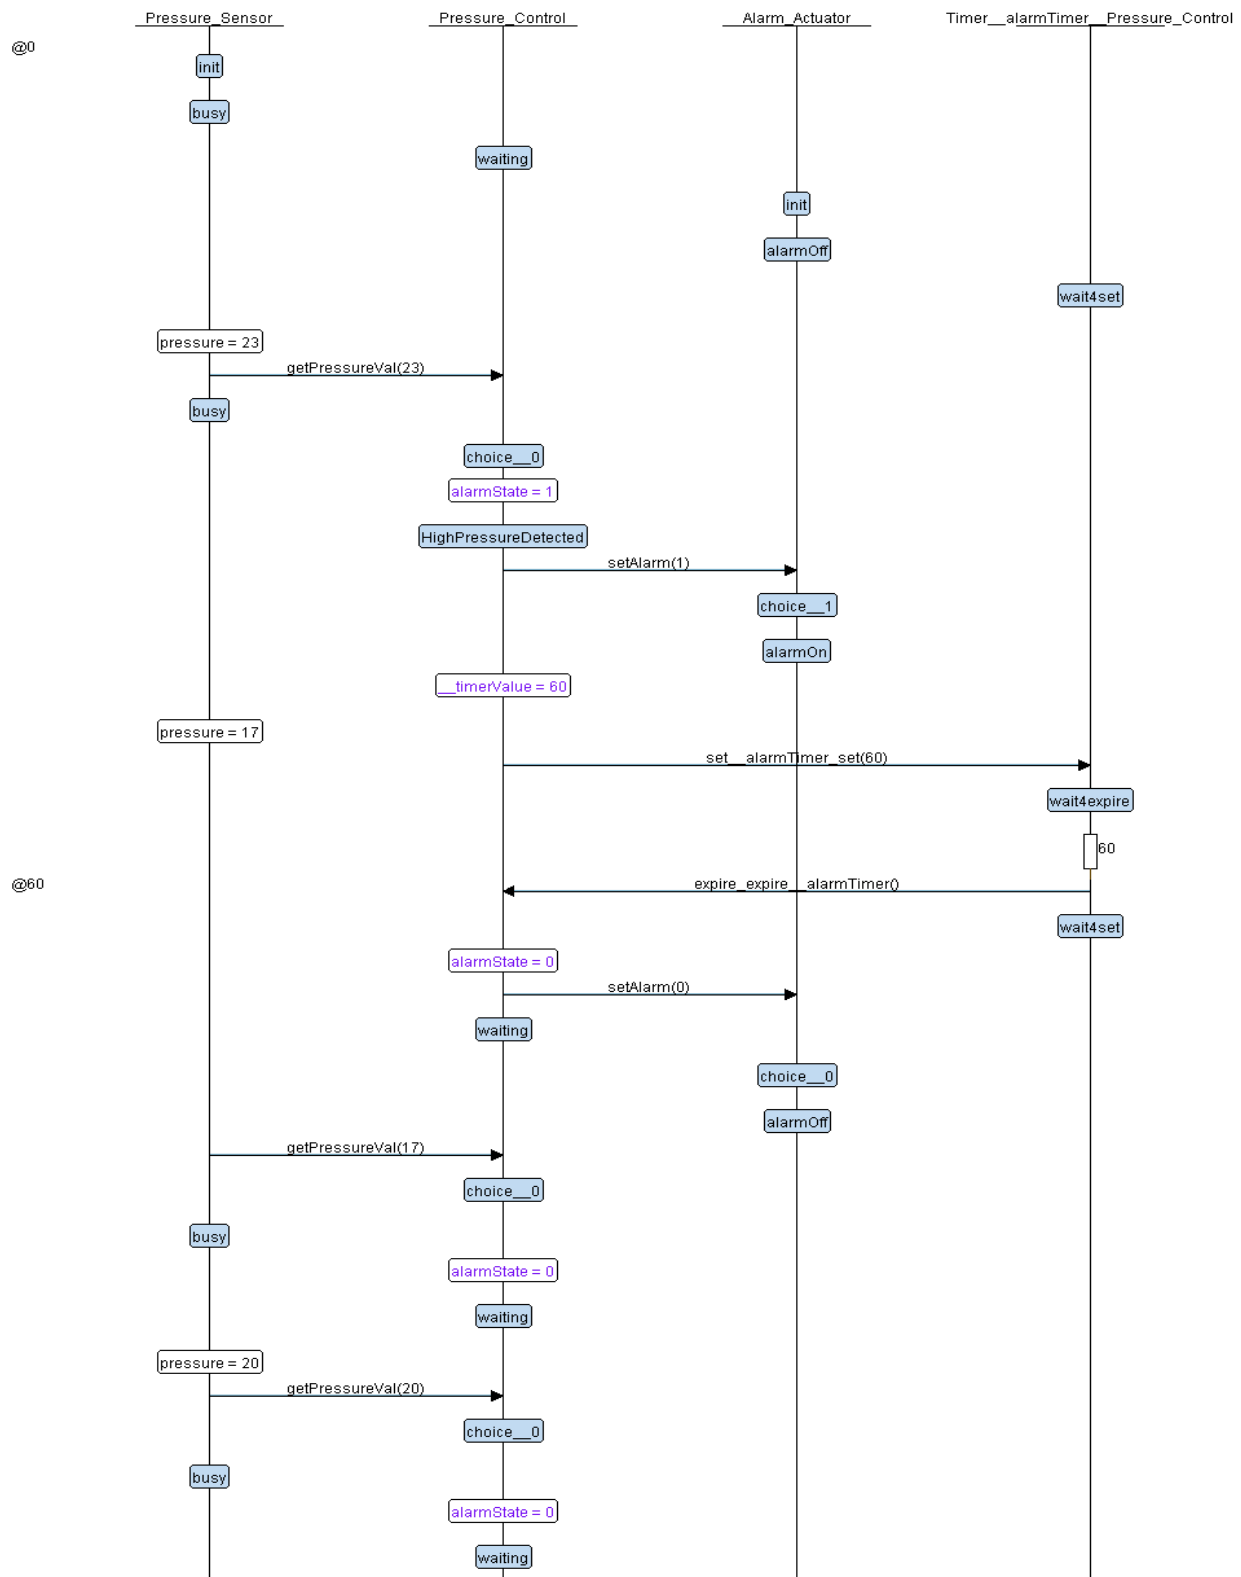 Pressure_Sensor
Pressure_Control
Alarm_Actuator
Timer__alarmTimer__Pressure_Control
@0
init
busy
waiting
init
alarmOff
wait4set
pressure = 23
getPressureVal(23)
busy
choice__0
alarmState = 1
HighPressureDetected
setAlarm(1)
choice__1
alarmOn
__timerValue = 60
pressure = 17
set__alarmTimer_set(60)
wait4expire
60
@60
expire_expire__alarmTimer()
wait4set
alarmState = 0
setAlarm(0)
waiting
choice__0
alarmOff
getPressureVal(17)
choice__0
busy
alarmState = 0
waiting
pressure = 20
getPressureVal(20)
choice__0
busy
alarmState = 0
waiting